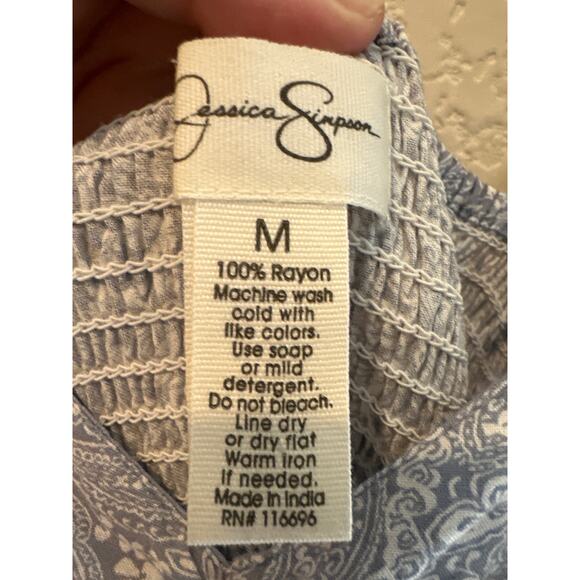 Jessica Simpson
M
100% Rayon
Machine wash
cold with
like colors.
Use soap
or mild
detergent.
Do not bleach.
Line dry
or dry flat
Warm iron
if needed.
Made in India
RN# 116696